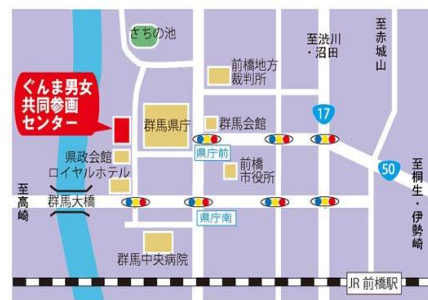 さちの池
至渋川
・沼田
至赤城山
前橋地方
裁判所
ぐんま男女
共同参画
センター
17
群馬県庁
群馬会館
県庁前
県政会館
ロイヤルホテル
前橋
市役所
50
至高崎
至桐生・伊勢崎
群馬大橋
県庁南
群馬中央病院
JR前橋駅